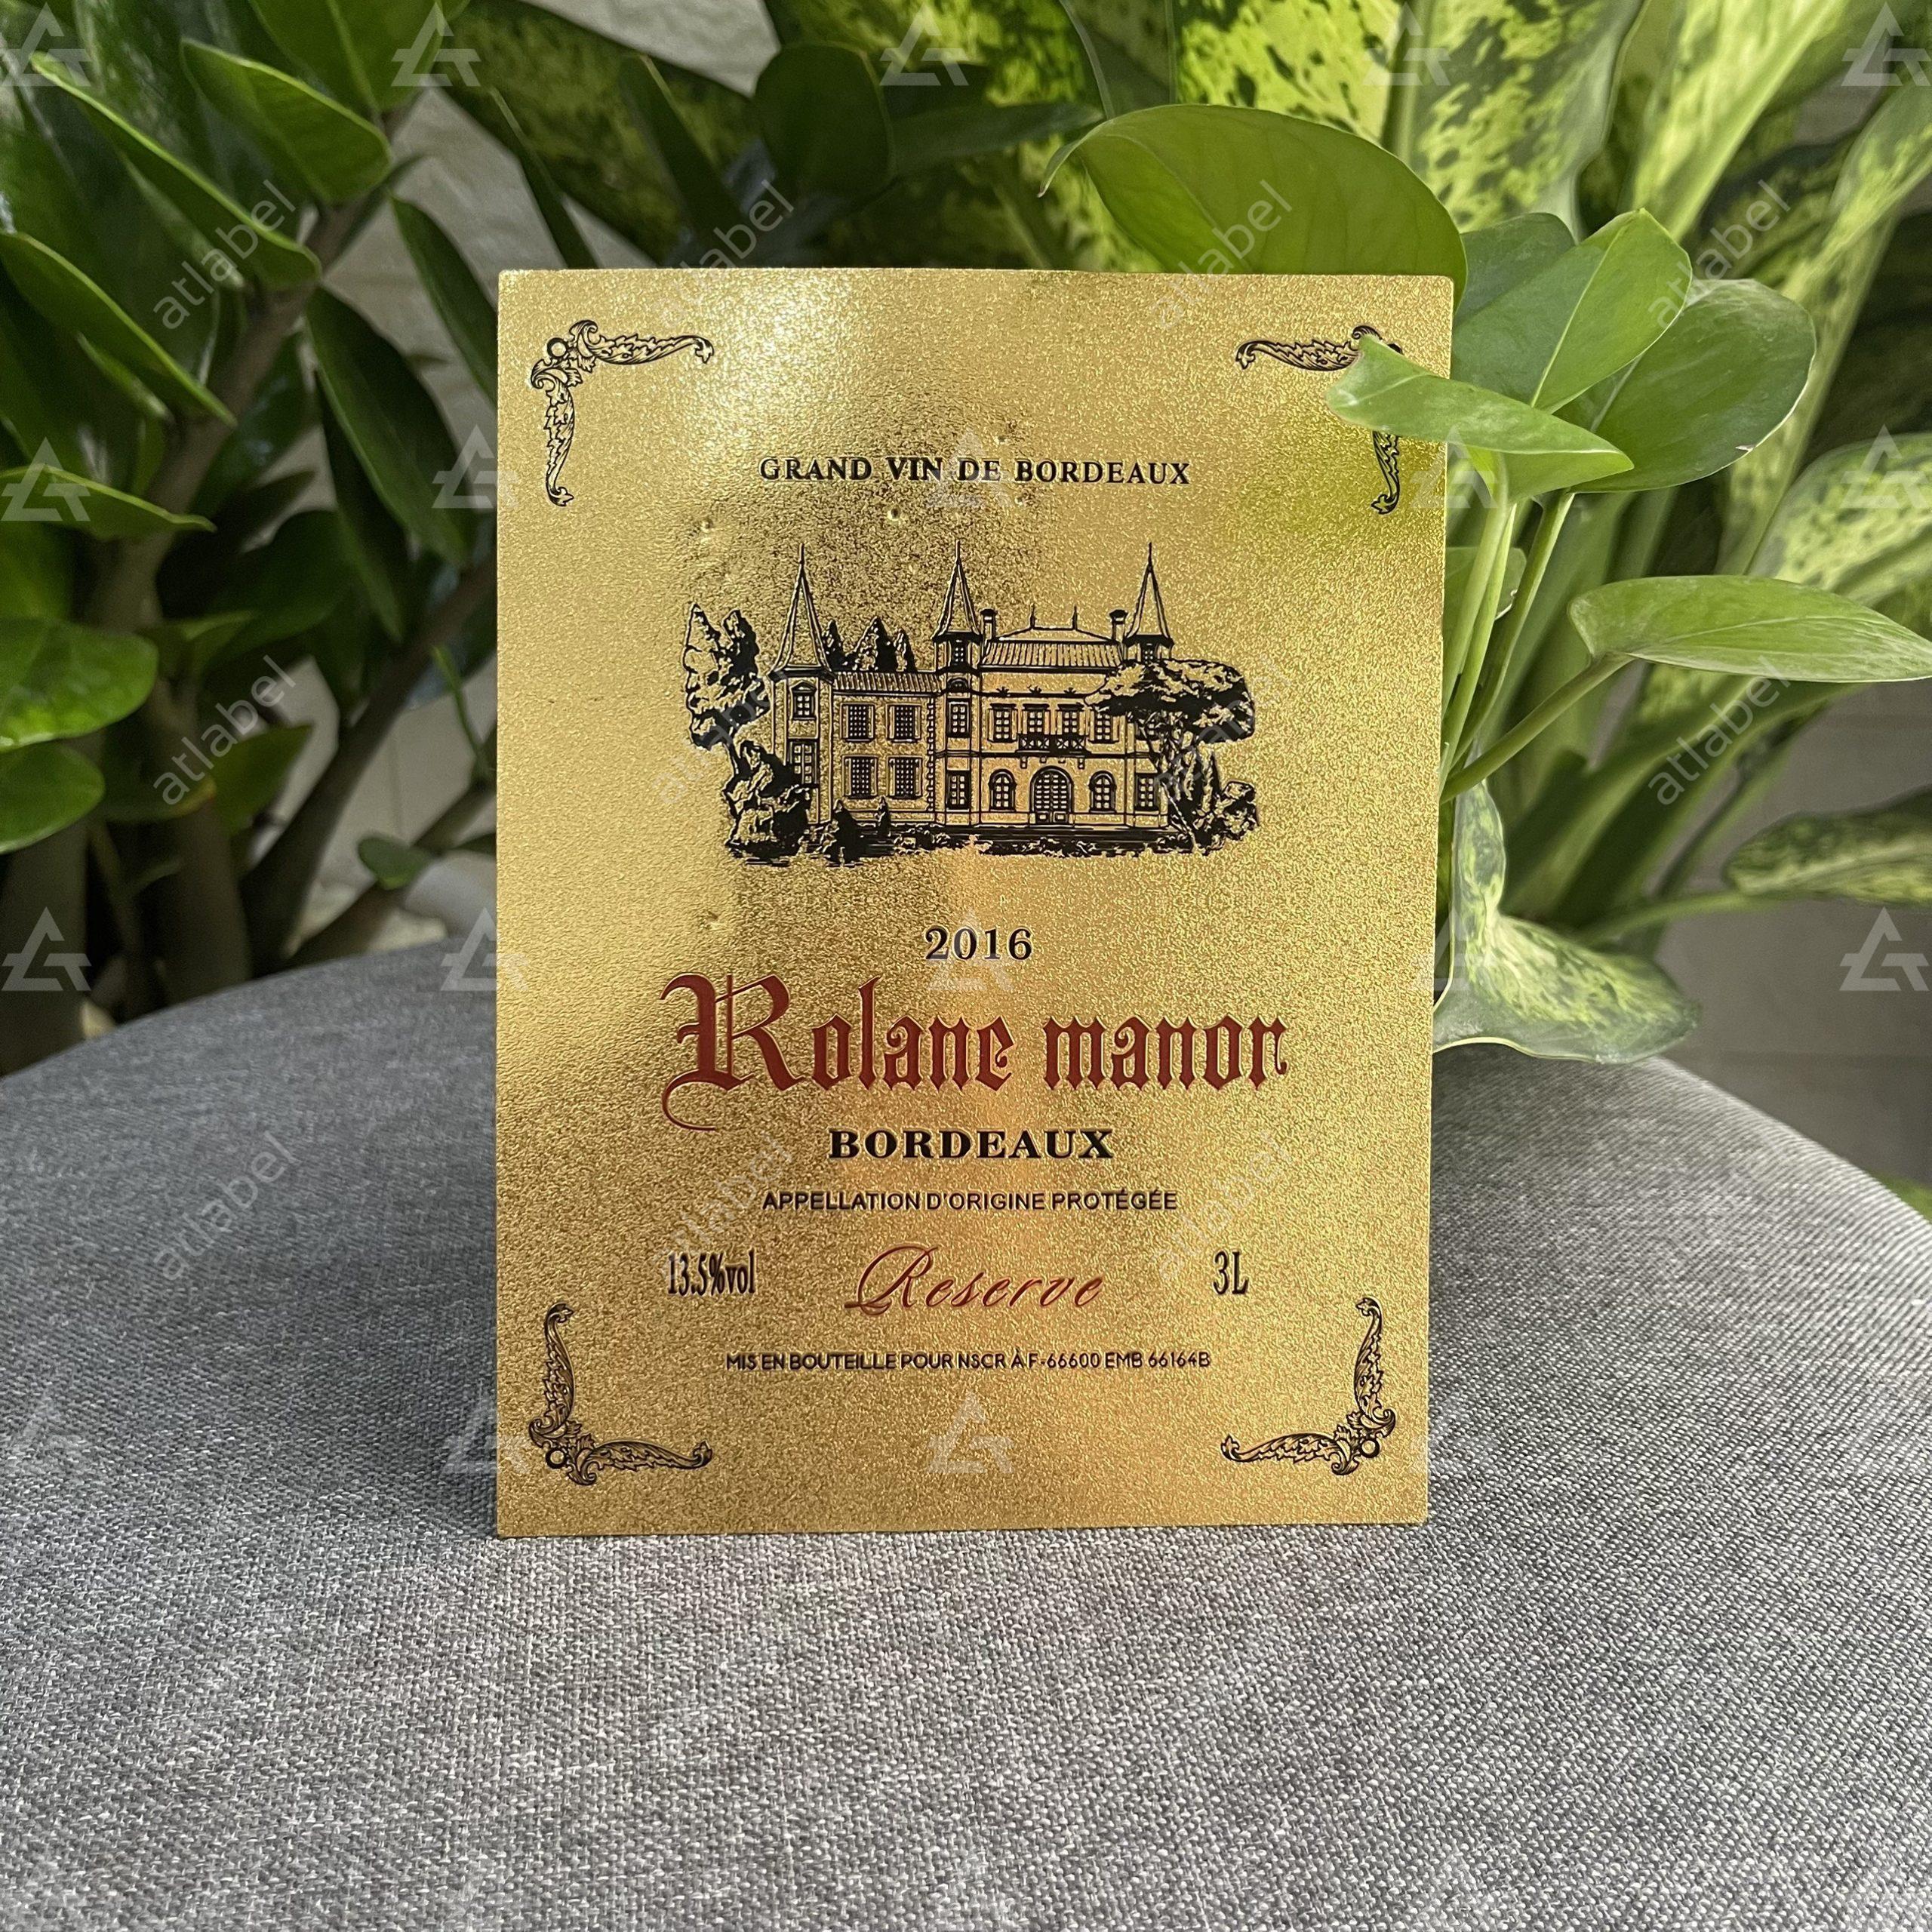 GRAND VIN DE BORDEAUX
2016
Rolane manor
BORDEAUX
APPELLATION D'ORIGINE PROTÉGÉE
13.5%vol Reserve 3L
MIS EN BOUTEILLE POUR NSCR À F-66600 EMB 66164B
atlabel